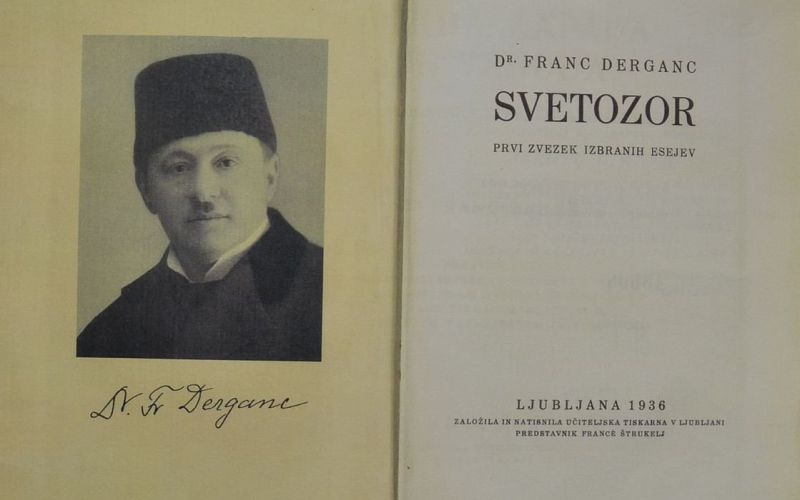 Dr. Fr Derganc
DR. FRANC DERGANC
SVETOZOR
PRVI ZVEZEK IZBRANIH ESEJEV
LJUBLJANA 1936
ZALOŽILA IN NATISNILA UČITELJSKA TISKARNA V LJUBLJANI
PREDSTAVNIK FRANCÈ ŠTRUKELJ